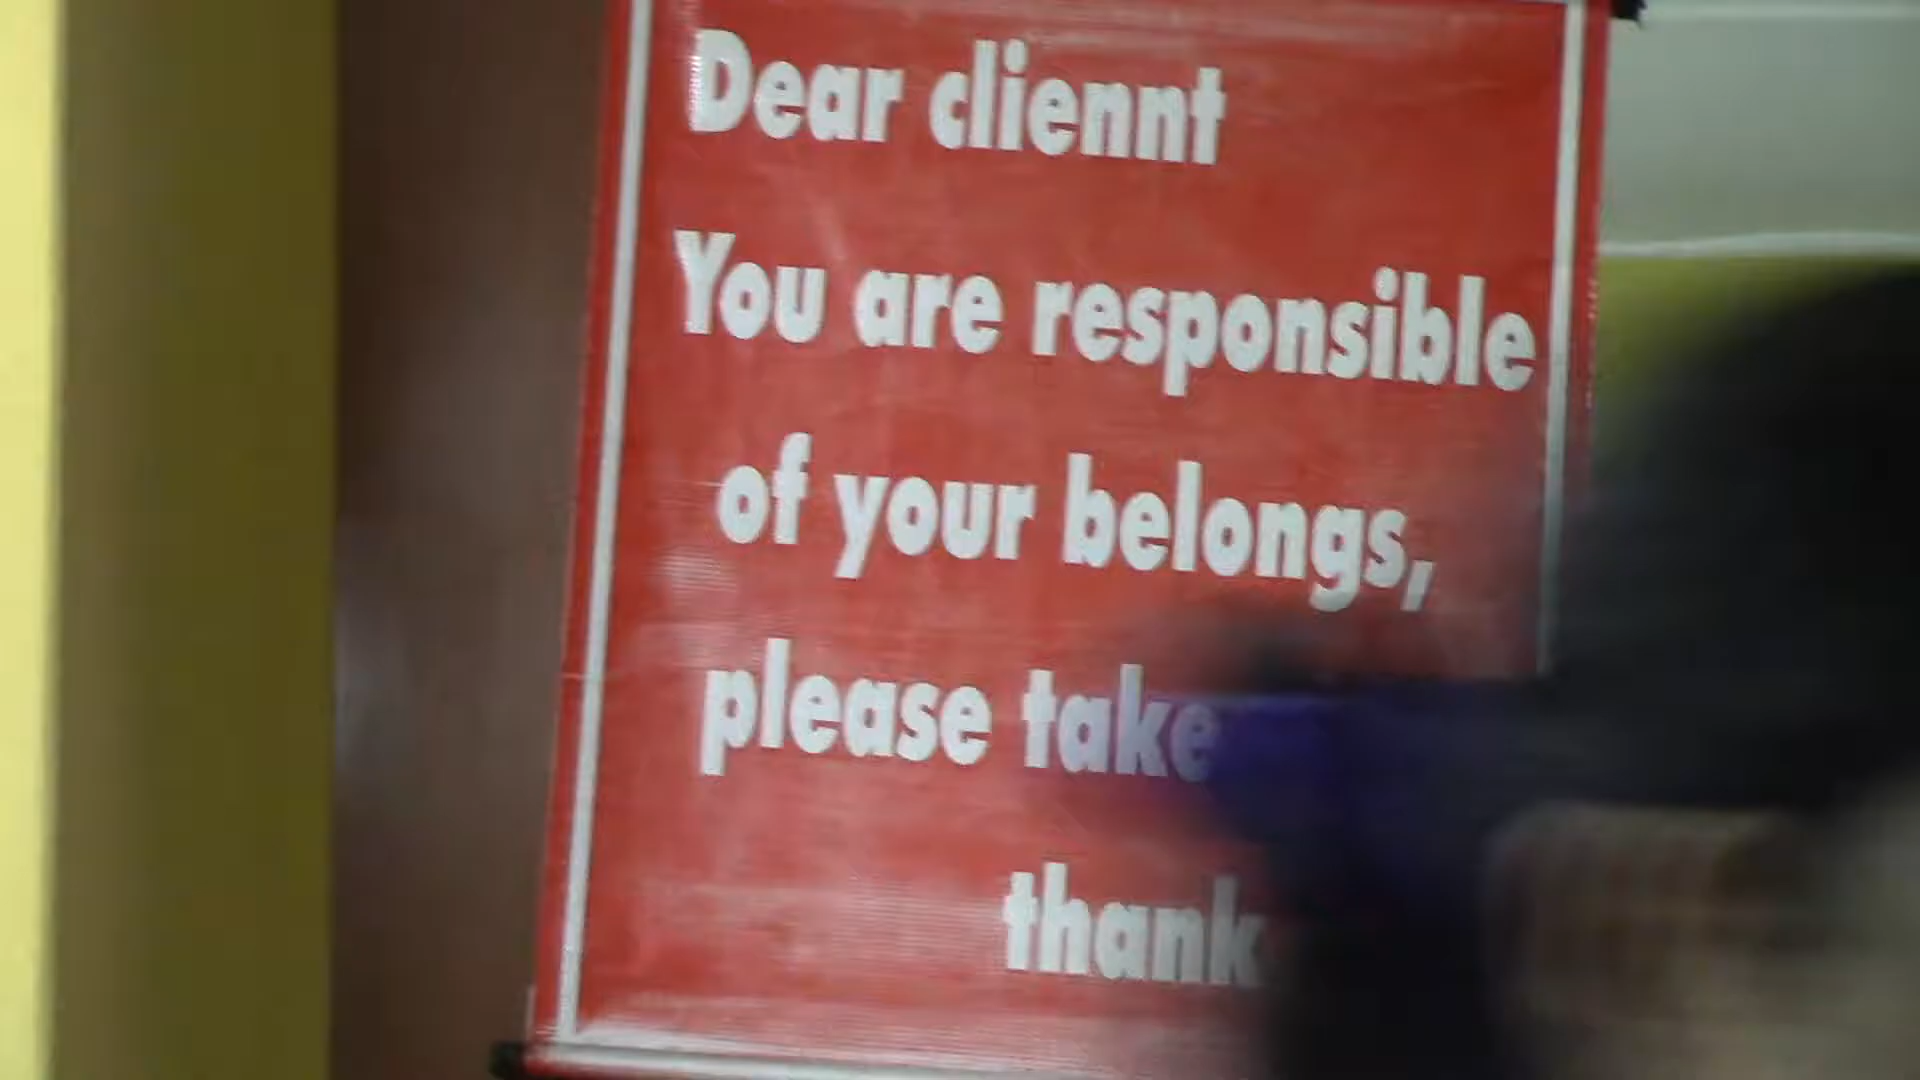 Dear cliennt
You are responsible
of your belongs,
please take
thank